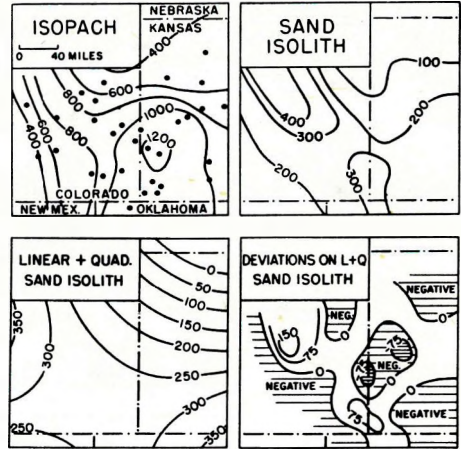 ISOPACH
0 40 MILES
NEBRASKA
KANSAS
400
600
800
1000
1200
800
600
400
COLORADO
NEW MEX.
OKLAHOMA
SAND
ISOLITH
100
200
400
300
200
300
LINEAR + QUAD.
SAND ISOLITH
0
50
100
150
200
250
300
350
350
300
250
DEVIATIONS ON L+Q
SAND ISOLITH
NEGATIVE
0
NEG.
0
150
75
-75
0
NEG.
-75
0
0
NEGATIVE
75
NEGATIVE